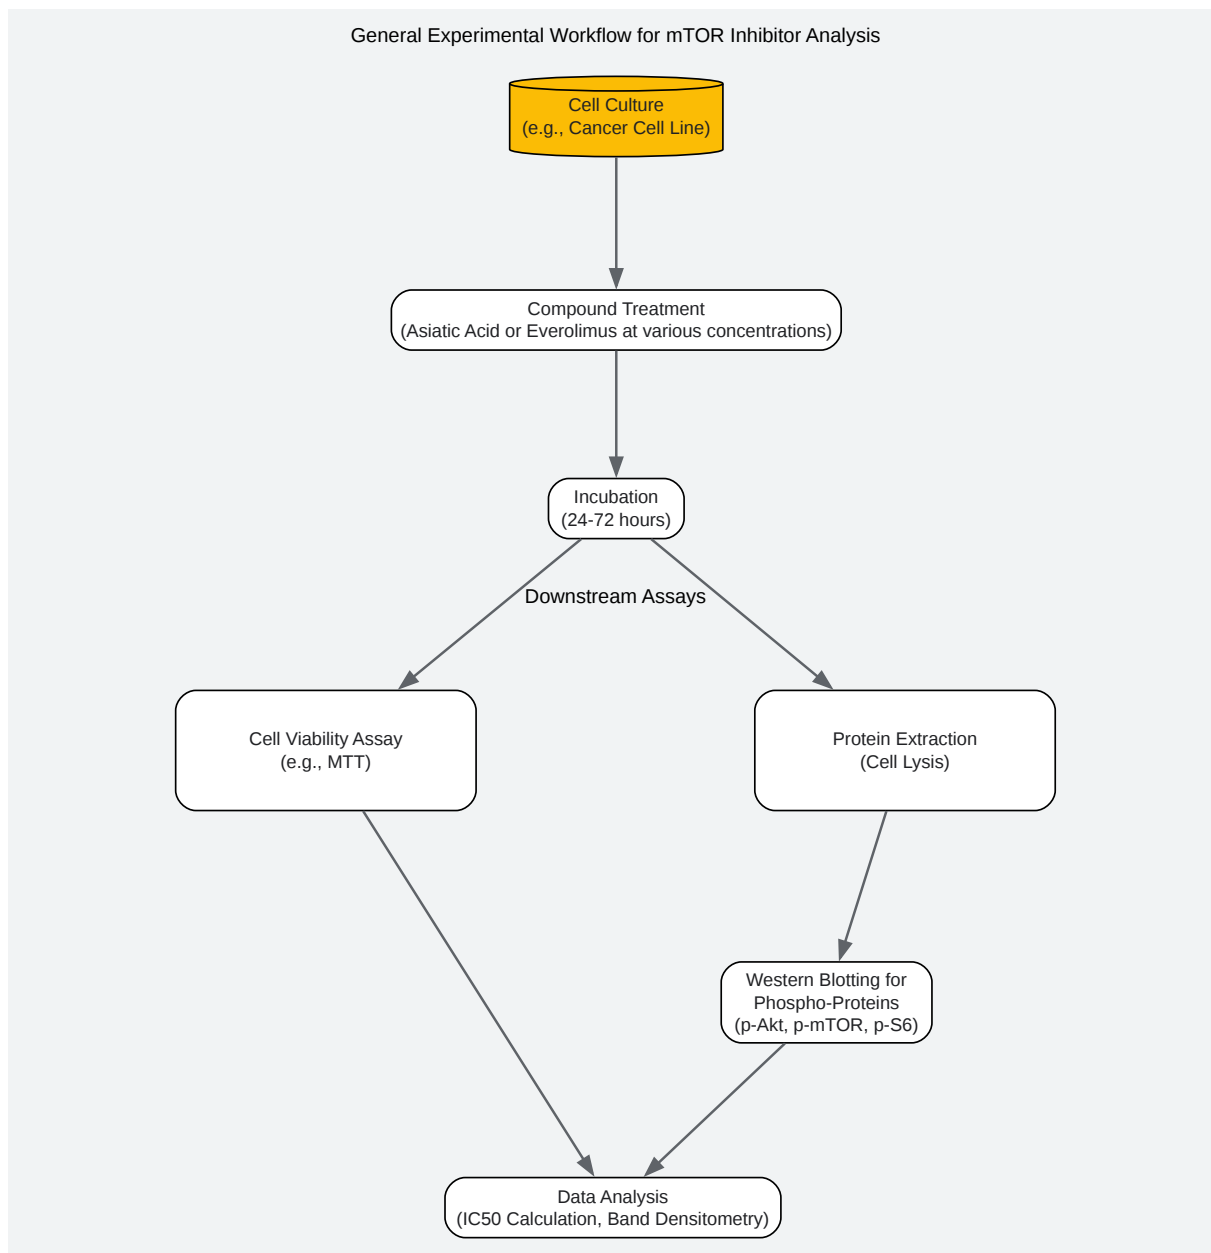 General Experimental Workflow for mTOR Inhibitor Analysis
Cell Culture
(e.g., Cancer Cell Line)
Compound Treatment
(Asiatic Acid or Everolimus at various concentrations)
Incubation
(24-72 hours)
Downstream Assays
Cell Viability Assay
(e.g., MTT)
Protein Extraction
(Cell Lysis)
Western Blotting for
Phospho-Proteins
(p-Akt, p-mTOR, p-S6)
Data Analysis
(IC50 Calculation, Band Densitometry)